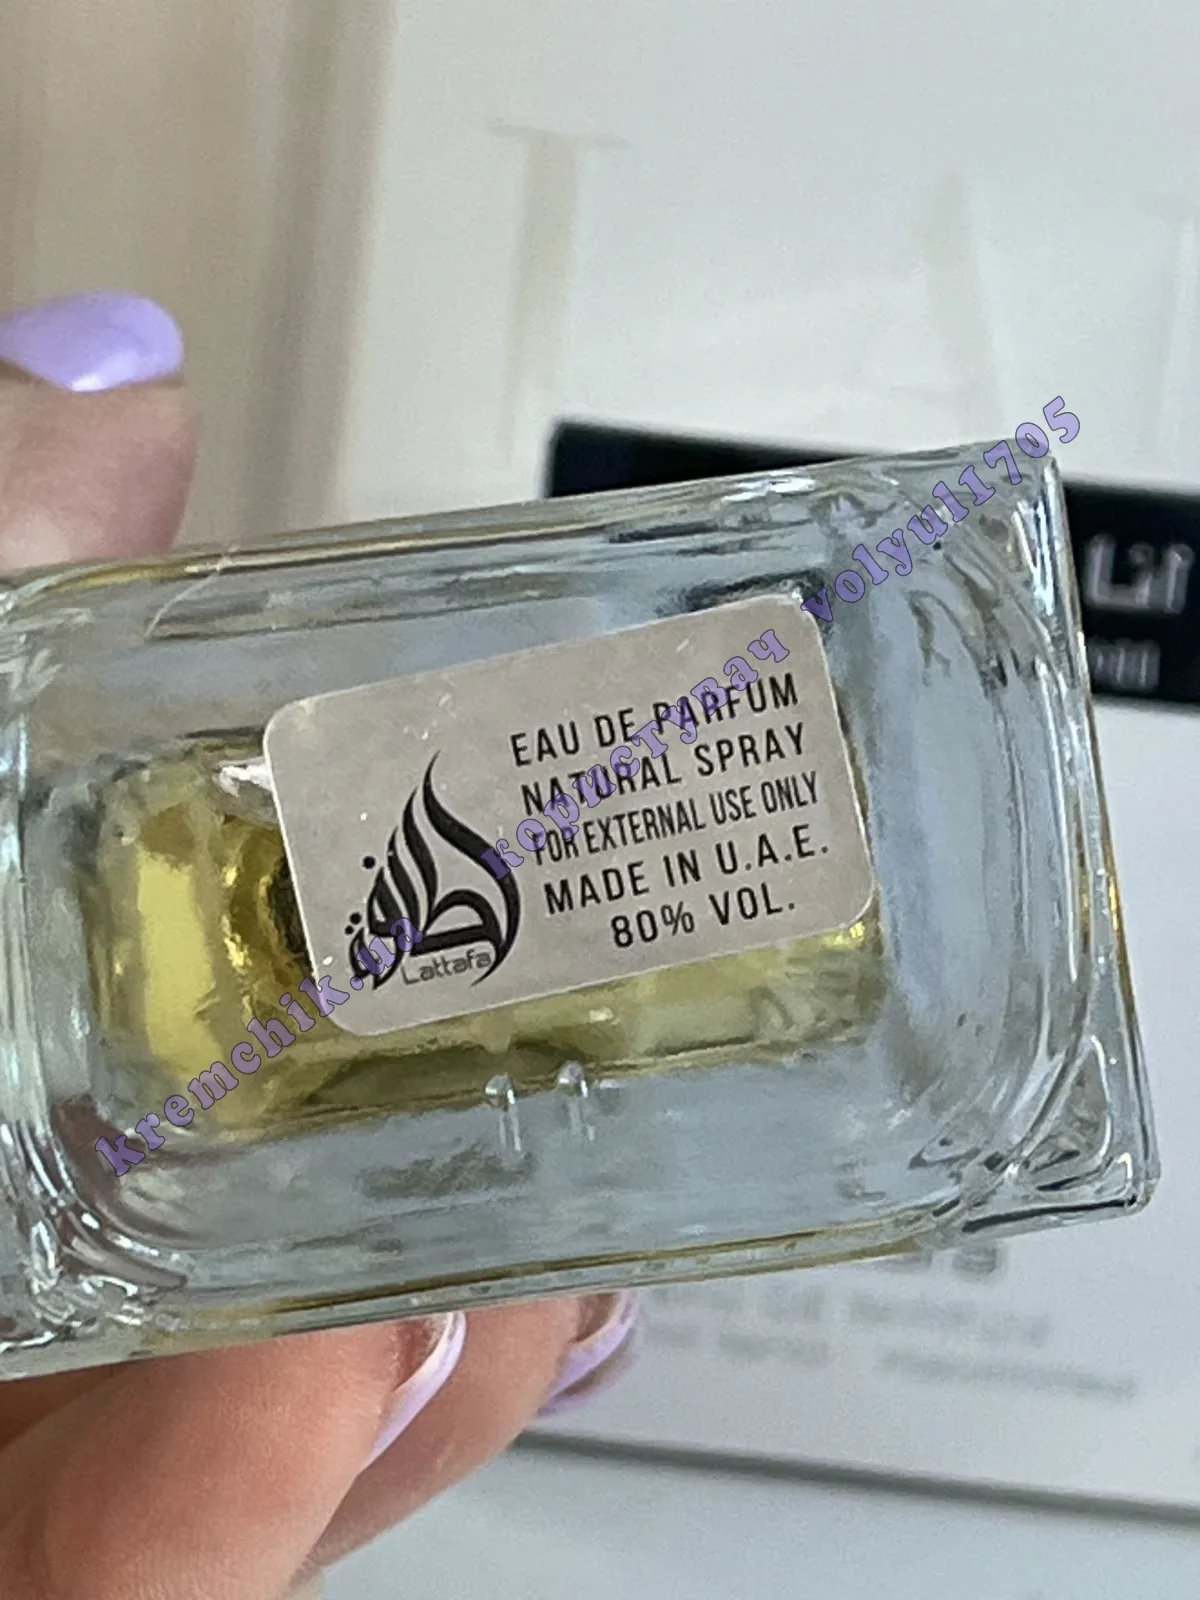 EAU DE PARFUM
NATURAL SPRAY
FOR EXTERNAL USE ONLY
MADE IN U.A.E.
80% VOL.
لطافة
Lattafa
kremchik.ua користувач volyul1705